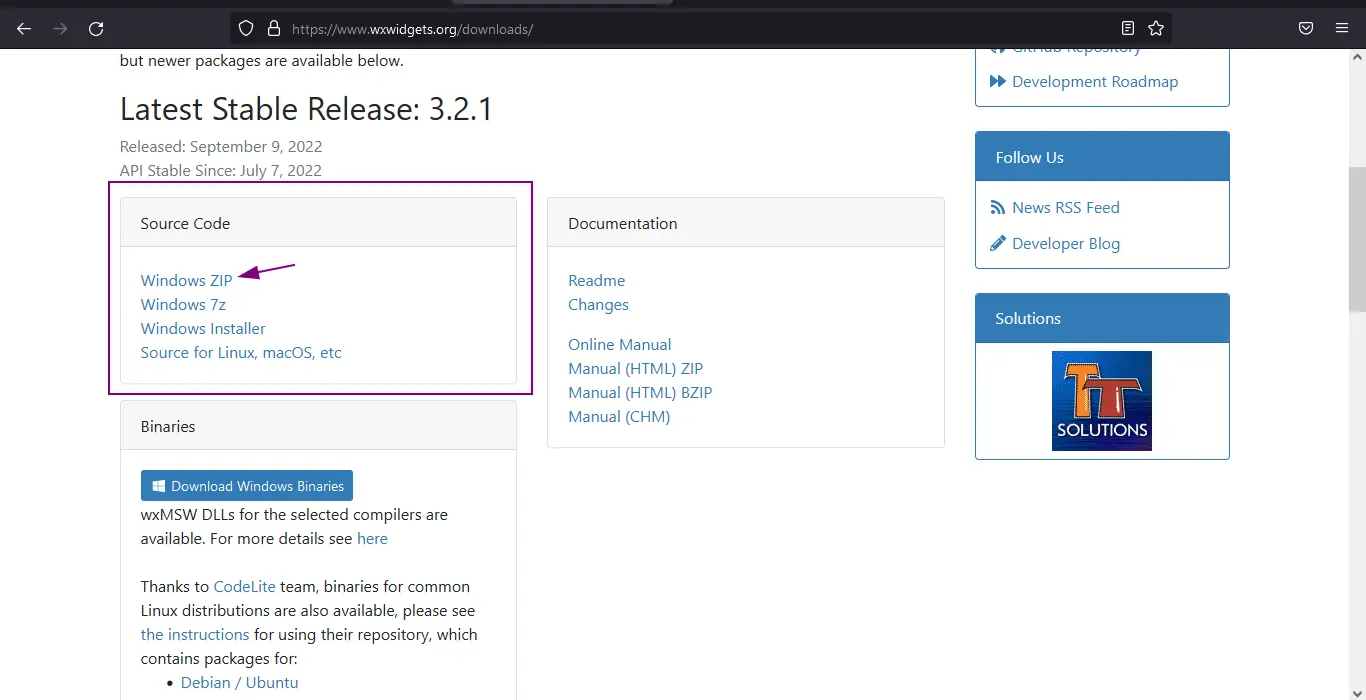 https://www.wxwidgets.org/downloads/
but newer packages are available below.
Latest Stable Release: 3.2.1
Released: September 9, 2022
API Stable Since: July 7, 2022
Source Code
Windows ZIP
Windows 7z
Windows Installer
Source for Linux, macOS, etc
Binaries
Download Windows Binaries
wxMSW DLLs for the selected compilers are
available. For more details see here
Thanks to CodeLite team, binaries for common
Linux distributions are also available, please see
the instructions for using their repository, which
contains packages for:
• Debian / Ubuntu
Documentation
Readme
Changes
Online Manual
Manual (HTML) ZIP
Manual (HTML) BZIP
Manual (CHM)
GitHub Repository
Development Roadmap
Follow Us
News RSS Feed
Developer Blog
Solutions
TT
SOLUTIONS